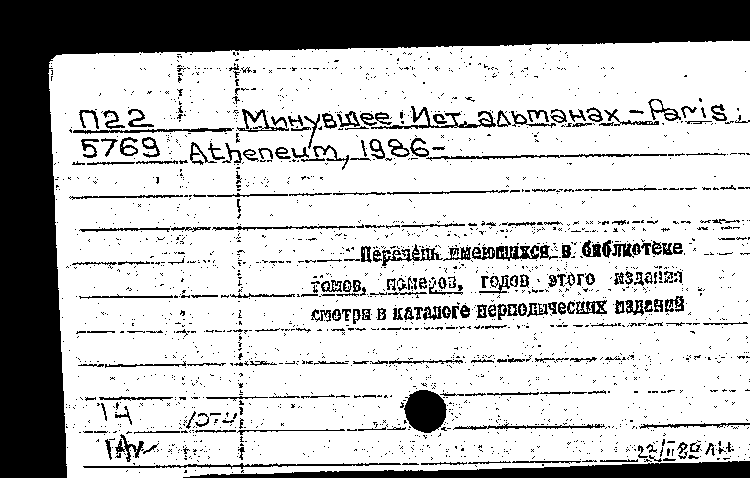 П22 Минувшее: Ист. альманах - Paris:
5769 Atheneum, 1986-
Перечень имеющихся в библиотеке
томов, номеров, годов этого издания
смотри в каталоге периодических изданий
14